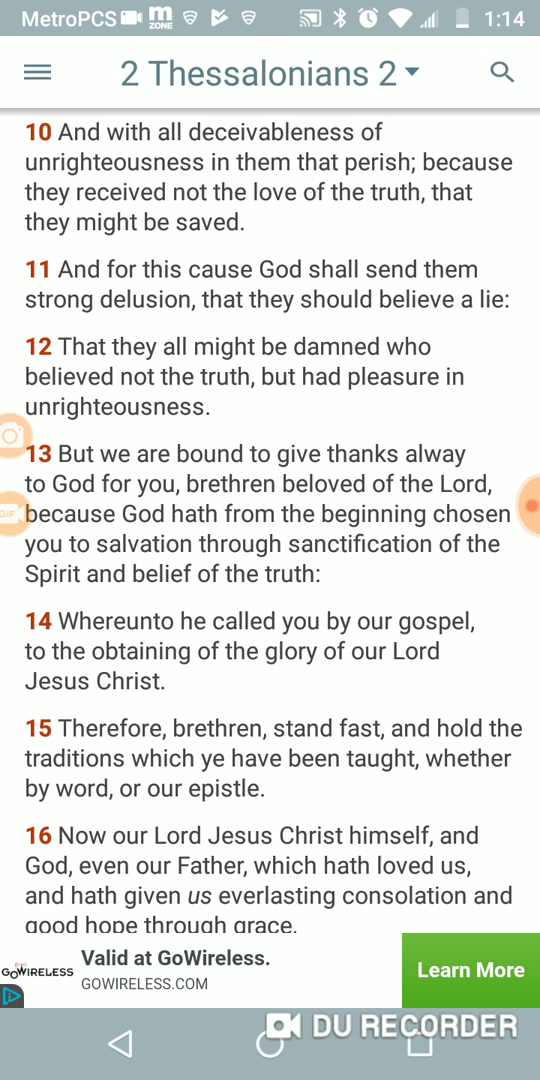 MetroPCS m ZONE 1:14
2 Thessalonians 2
10 And with all deceivableness of
unrighteousness in them that perish; because
they received not the love of the truth, that
they might be saved.
11 And for this cause God shall send them
strong delusion, that they should believe a lie:
12 That they all might be damned who
believed not the truth, but had pleasure in
unrighteousness.
13 But we are bound to give thanks alway
to God for you, brethren beloved of the Lord,
GIF because God hath from the beginning chosen
you to salvation through sanctification of the
Spirit and belief of the truth:
14 Whereunto he called you by our gospel,
to the obtaining of the glory of our Lord
Jesus Christ.
15 Therefore, brethren, stand fast, and hold the
traditions which ye have been taught, whether
by word, or our epistle.
16 Now our Lord Jesus Christ himself, and
God, even our Father, which hath loved us,
and hath given us everlasting consolation and
good hope through grace.
Valid at GoWireless.
GOWIRELESS
GOWIRELESS.COM
Learn More
DU RECORDER